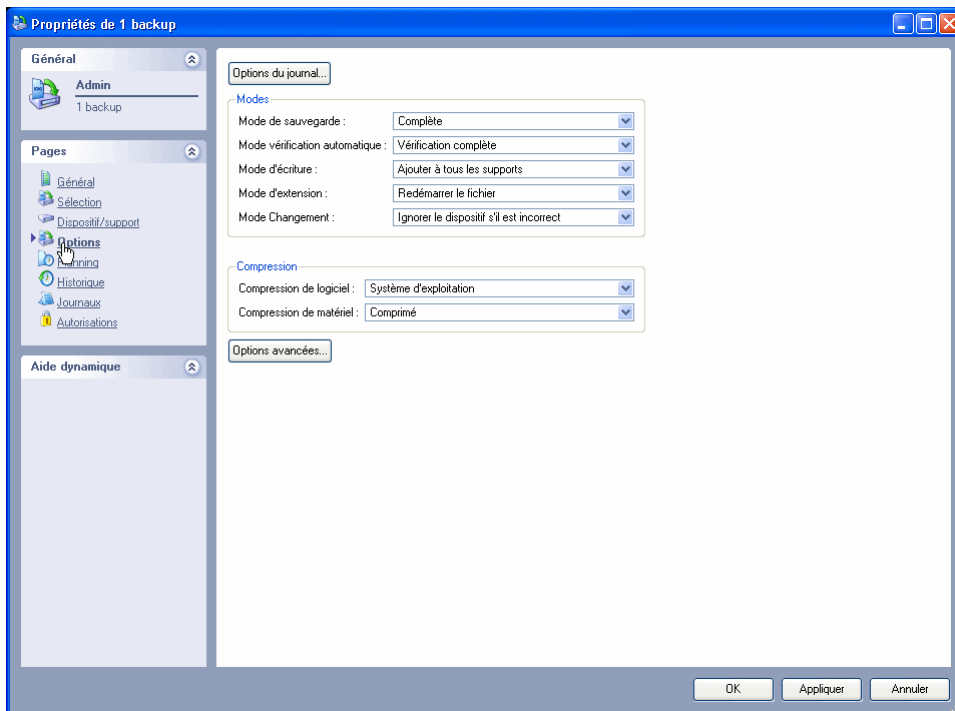 Propriétés de 1 backup
Général
Admin
1 backup
Pages
Général
Sélection
Dispositif/support
Options
Planning
Historique
Journaux
Autorisations
Aide dynamique
Options du journal...
Modes
Mode de sauvegarde : Complète
Mode vérification automatique : Vérification complète
Mode d'écriture : Ajouter à tous les supports
Mode d'extension : Redémarrer le fichier
Mode Changement : Ignorer le dispositif s'il est incorrect
Compression
Compression de logiciel : Système d'exploitation
Compression de matériel : Comprimé
Options avancées...
OK Appliquer Annuler